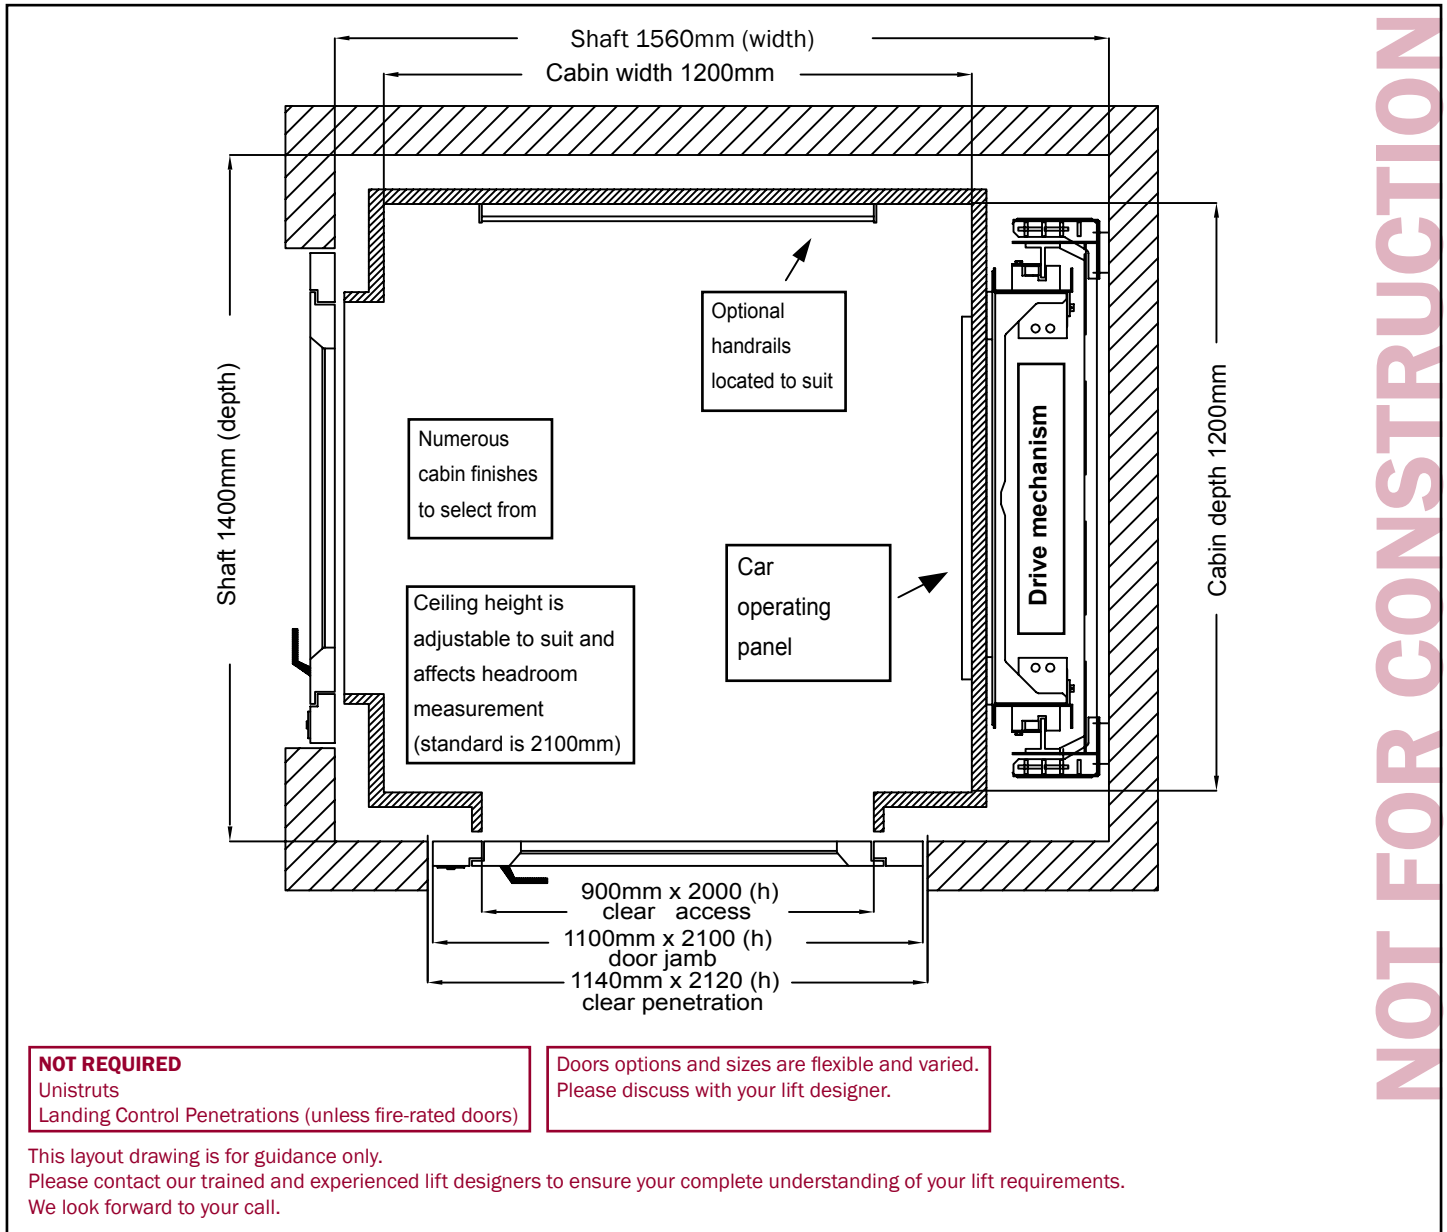 Shaft 1560mm (width)
Cabin width 1200mm
Shaft 1400mm (depth)
Optional
handrails
located to suit
Numerous
cabin finishes
to select from
Ceiling height is
adjustable to suit and
affects headroom
measurement
(standard is 2100mm)
Car
operating
panel
Drive mechanism
Cabin depth 1200mm
900mm x 2000 (h)
clear access
1100mm x 2100 (h)
door jamb
1140mm x 2120 (h)
clear penetration
NOT REQUIRED
Unistruts
Landing Control Penetrations (unless fire-rated doors)
Doors options and sizes are flexible and varied.
Please discuss with your lift designer.
This layout drawing is for guidance only.
Please contact our trained and experienced lift designers to ensure your complete understanding of your lift requirements.
We look forward to your call.
NOT FOR CONSTRUCTION